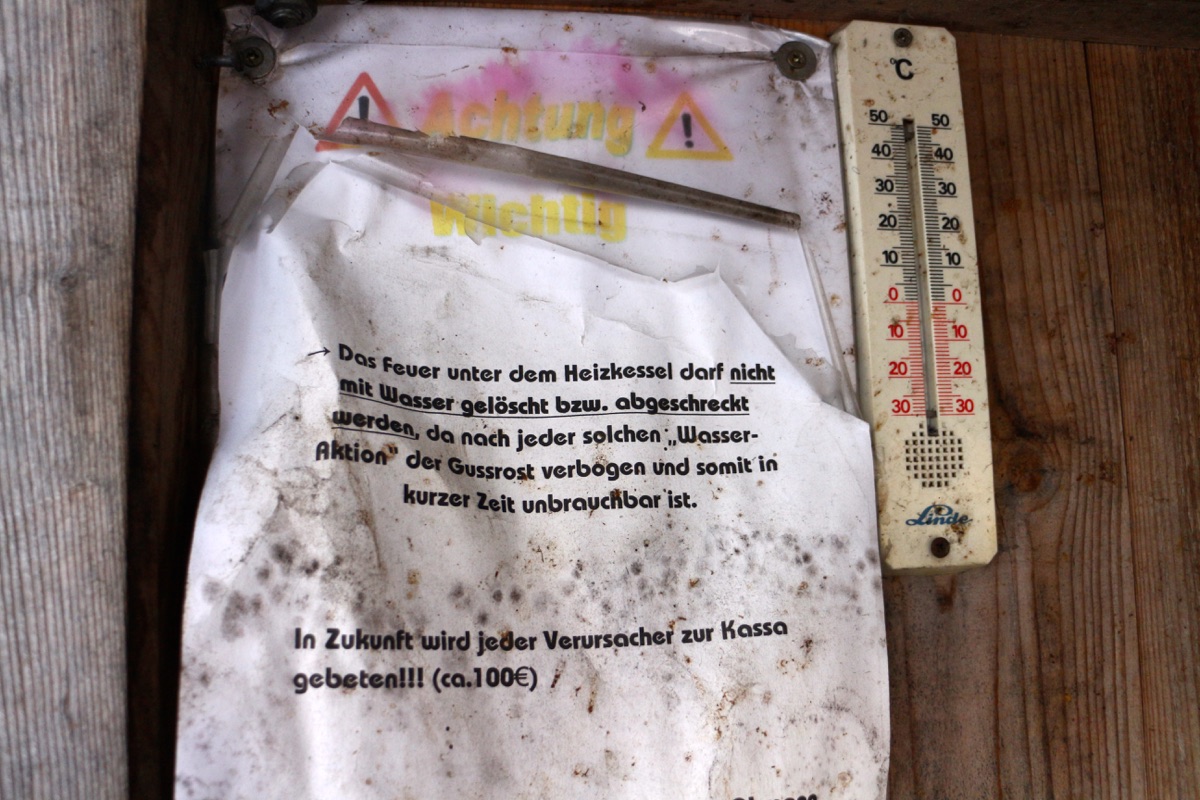 Achtung
Wichtig
→ Das Feuer unter dem Heizkessel darf nicht
mit Wasser gelöscht bzw. abgeschreckt
werden, da nach jeder solchen „Wasser-
Aktion" der Gussrost verbogen und somit in
kurzer Zeit unbrauchbar ist.
In Zukunft wird jeder Verursacher zur Kassa
gebeten!!! (ca.100€)
°C
50 50
40 40
30 30
20 20
10 10
0 0
10 10
20 20
30 30
Linde